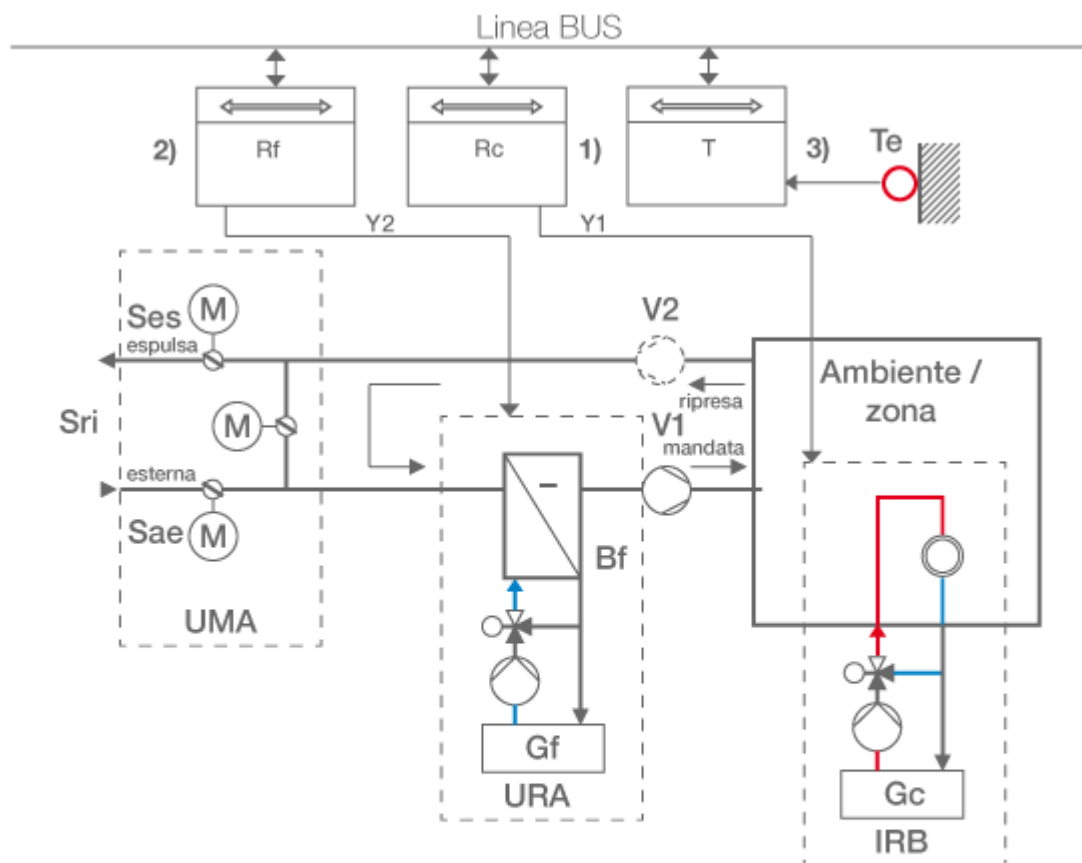 Linea BUS
2)
Rf
Rc
1)
T
3)
Te
Y2
Y1
Ses
M
espulsa
V2
Ambiente /
zona
Sri
M
ripresa
V1
mandata
esterna
Sae
M
–
Bf
UMA
Gf
URA
Gc
IRB